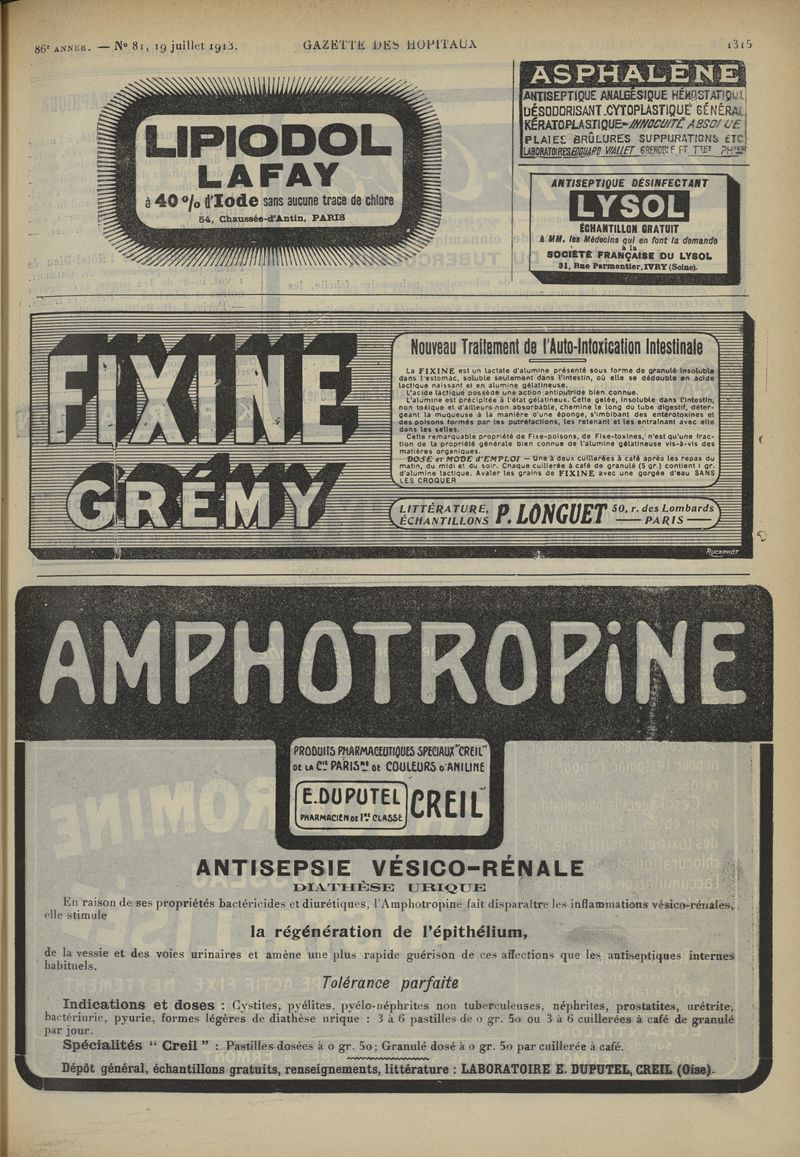 86e ANNÉE. — No 81, 19 juillet 1913.
GAZETTE DES HOPITAUX
1315
LIPIODOL
LAFAY
à 40 % d'Iode sans aucune trace de chlore
54, Chaussée-d'Antin, PARIS
ASPHALÈNE
ANTISEPTIQUE ANALGÉSIQUE HÉMOSTATIQUE
DÉSODORISANT.CYTOPLASTIQUE GÉNÉRAL
KÉRATOPLASTIQUE-INNOCUITÉ ABSOLUE
PLAIES BRÛLURES SUPPURATIONS ETC
LABORATOIRES EDOUARD VIALLET GRENOBLE ET TTES PHIES
ANTISEPTIQUE DÉSINFECTANT
LYSOL
ÉCHANTILLON GRATUIT
A MM. les Médecins qui en font la demande
à la
SOCIÉTÉ FRANÇAISE DU LYSOL
31, Rue Parmentier, IVRY (Seine).
FIXINE
GRÉMY
Nouveau Traitement de l'Auto-Intoxication Intestinale
La FIXINE est un lactate d'alumine présenté sous forme de granulé insoluble
dans l'estomac, soluble seulement dans l'intestin, où elle se dédouble en acide
lactique naissant et en alumine gélatineuse.
L'acide lactique possède une action antiputride bien connue.
L'alumine est précipitée à l'état gélatineux. Cette gelée, insoluble dans l'intestin,
non toxique et d'ailleurs non absorbable, chemine le long du tube digestif, déter-
geant la muqueuse à la manière d'une éponge, s'imbibant des entérotoxines et
des poisons formés par les putréfactions, les retenant et les entraînant avec elle
dans les selles.
Cette remarquable propriété de Fixe-poisons, de Fixe-toxines, n'est qu'une frac-
tion de la propriété générale bien connue de l'alumine gélatineuse vis-à-vis des
matières organiques.
DOSE et MODE d'EMPLOI — Une à deux cuillerées à café après les repas du
matin, du midi et du soir. Chaque cuillerée à café de granulé (5 gr.) contient 1 gr.
d'alumine lactique. Avaler les grains de FIXINE avec une gorgée d'eau SANS
LES CROQUER
LITTÉRATURE,
ÉCHANTILLONS
P. LONGUET
50, r. des Lombards
— PARIS —
RUCKPHOT
AMPHOTROPiNE
PRODUITS PHARMACEUTIQUES SPECIAUX "CREIL"
DE LA Cie PARISne DE COULEURS D'ANILINE
E.DUPUTEL
PHARMACIEN DE 1re CLASSE
CREIL
ANTISEPSIE VÉSICO-RÉNALE
DIATHÈSE URIQUE
En raison de ses propriétés bactéricides et diurétiques, l'Amphotropine fait disparaître les inflammations vésico-rénales,
elle stimule
la régénération de l'épithélium,
de la vessie et des voies urinaires et amène une plus rapide guérison de ces affections que les antiseptiques internes
habituels.
Tolérance parfaite
Indications et doses : Cystites, pyélites, pyélo-néphrites non tuberculeuses, néphrites, prostatites, urétrite,
bactériurie, pyurie, formes légères de diathèse urique : 3 à 6 pastilles de 0 gr. 50 ou 3 à 6 cuillerées à café de granulé
par jour.
Spécialités " Creil " : Pastilles dosées à 0 gr. 50 ; Granulé dosé à 0 gr. 50 par cuillerée à café.
Dépôt général, échantillons gratuits, renseignements, littérature : LABORATOIRE E. DUPUTEL, CREIL (Oise).